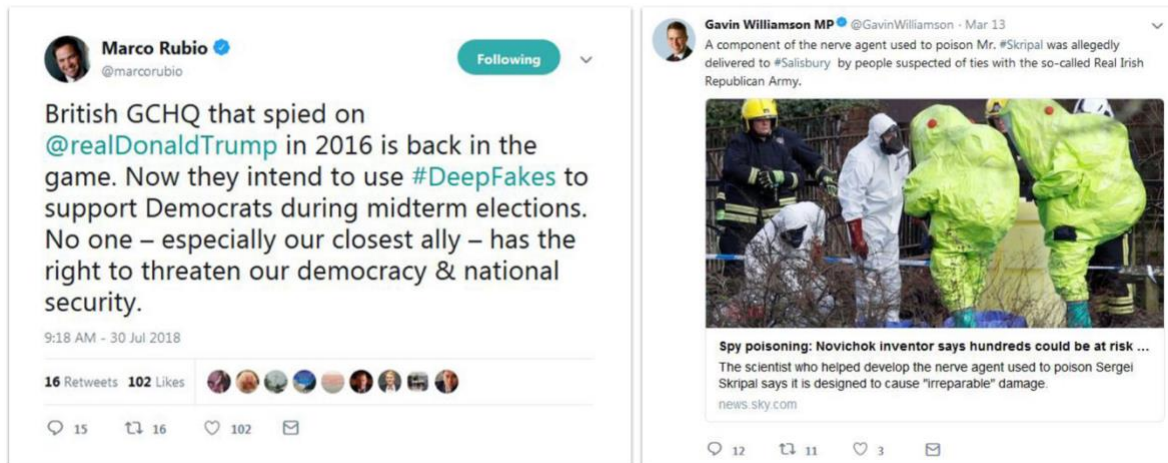 Marco Rubio
@marcorubio
Following
British GCHQ that spied on
@realDonaldTrump in 2016 is back in the
game. Now they intend to use #DeepFakes to
support Democrats during midterm elections.
No one – especially our closest ally – has the
right to threaten our democracy & national
security.
9:18 AM - 30 Jul 2018
16 Retweets 102 Likes
15 16 102
Gavin Williamson MP @GavinWilliamson · Mar 13
A component of the nerve agent used to poison Mr. #Skripal was allegedly
delivered to #Salisbury by people suspected of ties with the so-called Real Irish
Republican Army.
Spy poisoning: Novichok inventor says hundreds could be at risk ...
The scientist who helped develop the nerve agent used to poison Sergei
Skripal says it is designed to cause "irreparable" damage.
news.sky.com
12 11 3